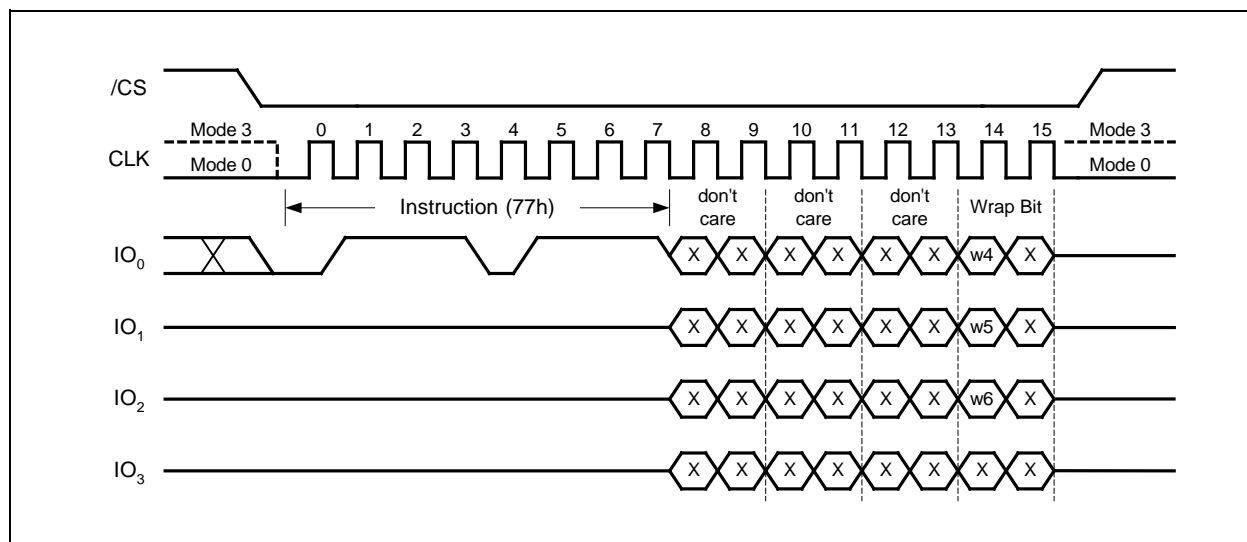 /CS
Mode 3 0 1 2 3 4 5 6 7 8 9 10 11 12 13 14 15 Mode 3
CLK
Mode 0 Mode 0
Instruction (77h) don't care don't care don't care Wrap Bit
IO0 X X X X X X w4 X
IO1 X X X X X X w5 X
IO2 X X X X X X w6 X
IO3 X X X X X X X X